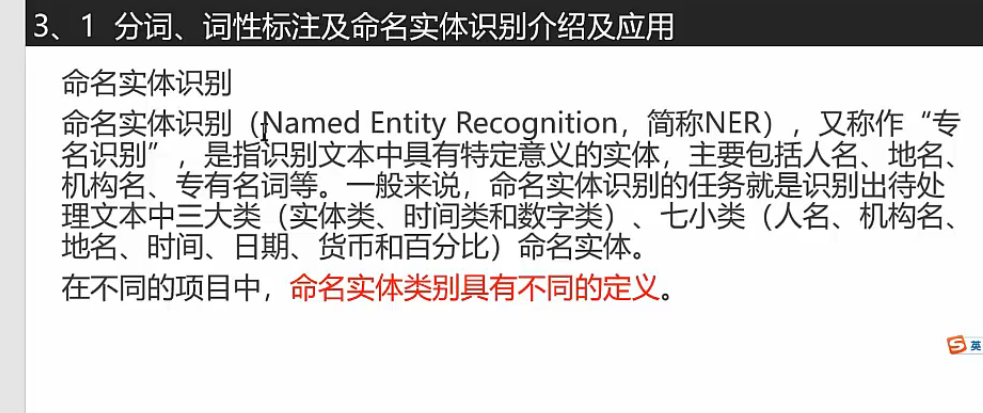 3、1 分词、词性标注及命名实体识别介绍及应用
命名实体识别
命名实体识别（Named Entity Recognition，简称NER），又称作“专
名识别”，是指识别文本中具有特定意义的实体，主要包括人名、地名、
机构名、专有名词等。一般来说，命名实体识别的任务就是识别出待处
理文本中三大类（实体类、时间类和数字类）、七小类（人名、机构名、
地名、时间、日期、货币和百分比）命名实体。
在不同的项目中，命名实体类别具有不同的定义。
S 英